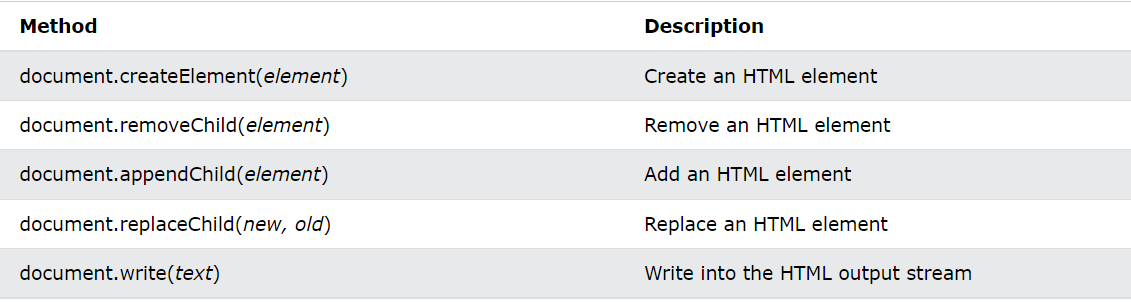 Method Description
document.createElement(element) Create an HTML element
document.removeChild(element) Remove an HTML element
document.appendChild(element) Add an HTML element
document.replaceChild(new, old) Replace an HTML element
document.write(text) Write into the HTML output stream